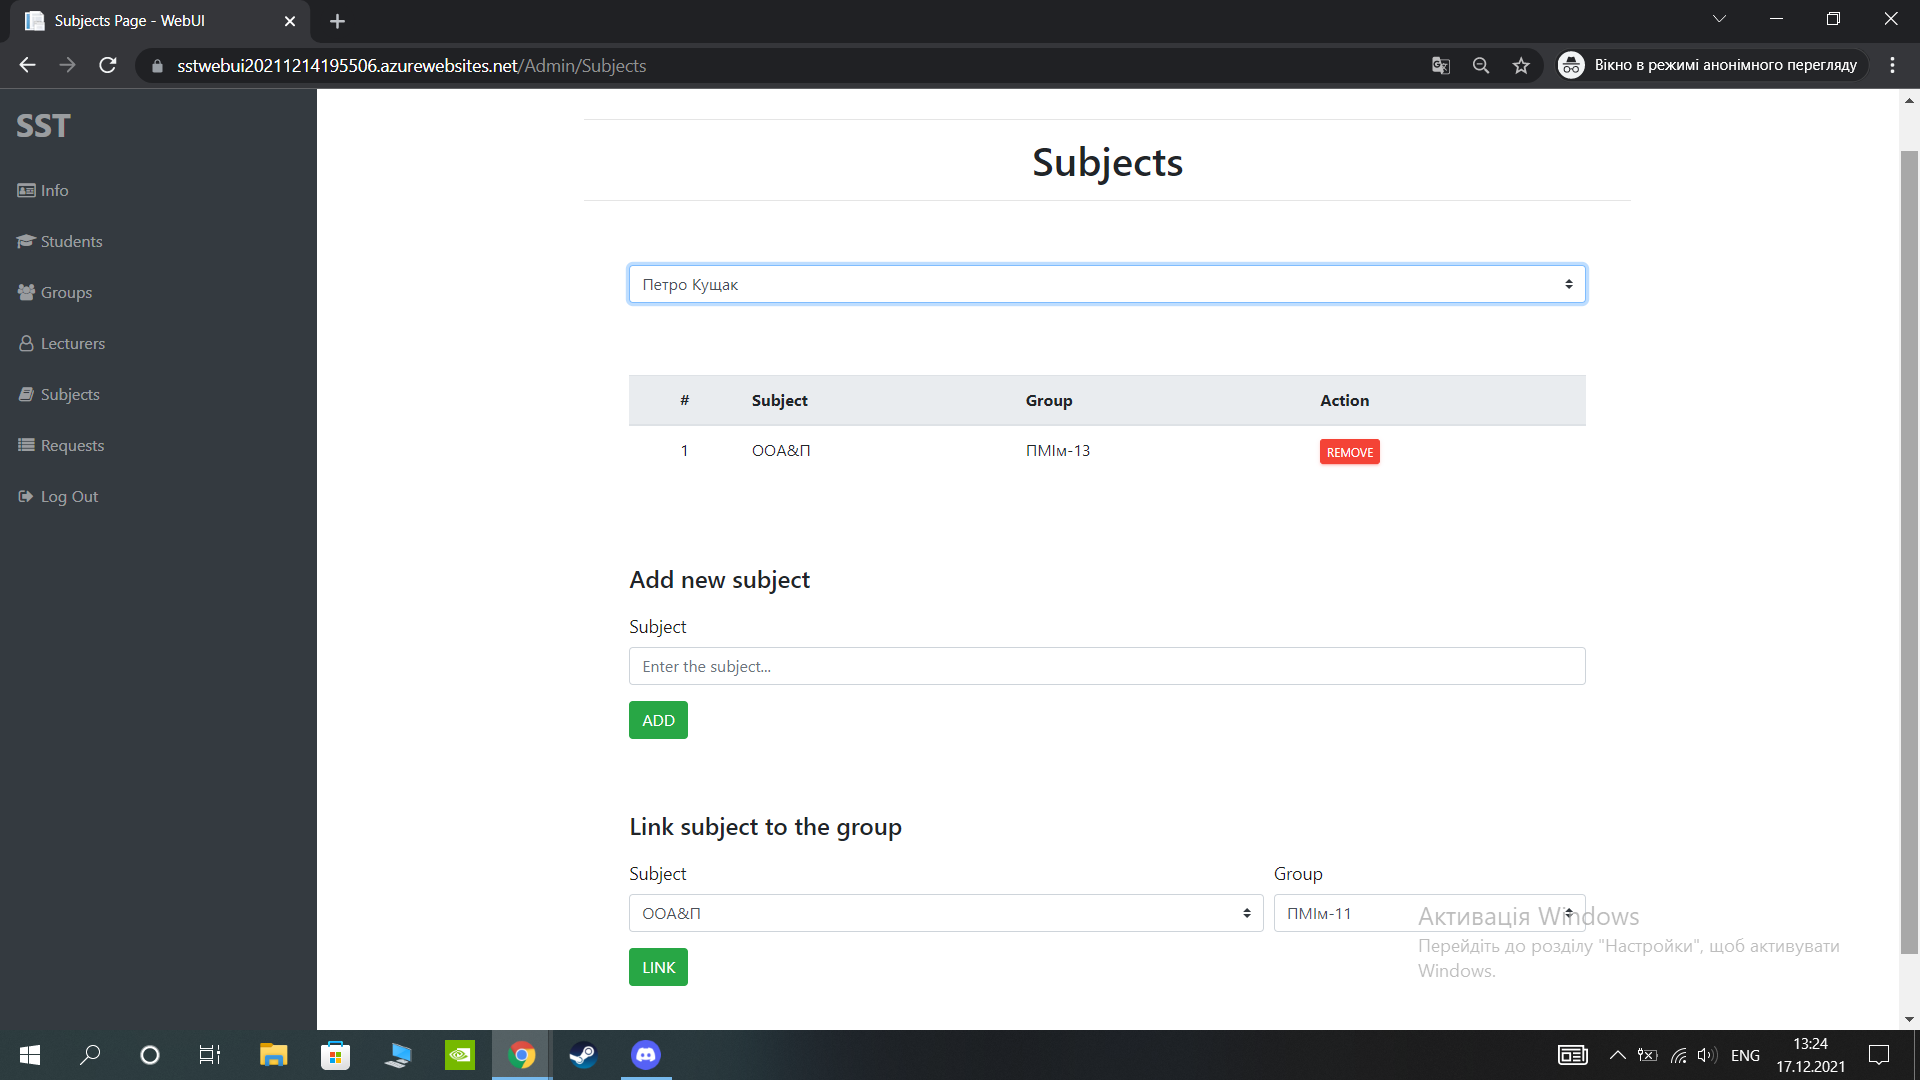 Subjects Page - WebUI
sstwebui20211214195506.azurewebsites.net/Admin/Subjects
Вікно в режимі анонімного перегляду
SST
Info
Students
Groups
Lecturers
Subjects
Requests
Log Out
Subjects
Петро Кущак
# Subject Group Action
1 ООА&П ПМІм-13 REMOVE
Add new subject
Subject
Enter the subject...
ADD
Link subject to the group
Subject Group
ООА&П ПМІм-11
LINK
Активація Windows
Перейдіть до розділу "Настройки", щоб активувати
Windows.
ENG
13:24
17.12.2021